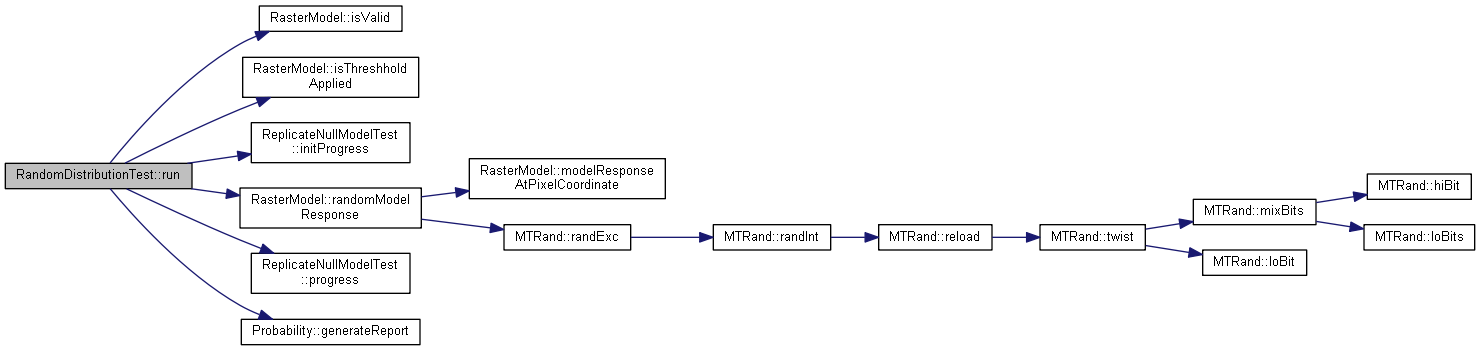 RandomDistributionTest::run
RasterModel::isValid
RasterModel::isThreshhold
Applied
ReplicateNullModelTest
::initProgress
RasterModel::randomModel
Response
ReplicateNullModelTest
::progress
Probability::generateReport
RasterModel::modelResponse
AtPixelCoordinate
MTRand::randExc
MTRand::randInt
MTRand::reload
MTRand::twist
MTRand::mixBits
MTRand::loBit
MTRand::hiBit
MTRand::loBits